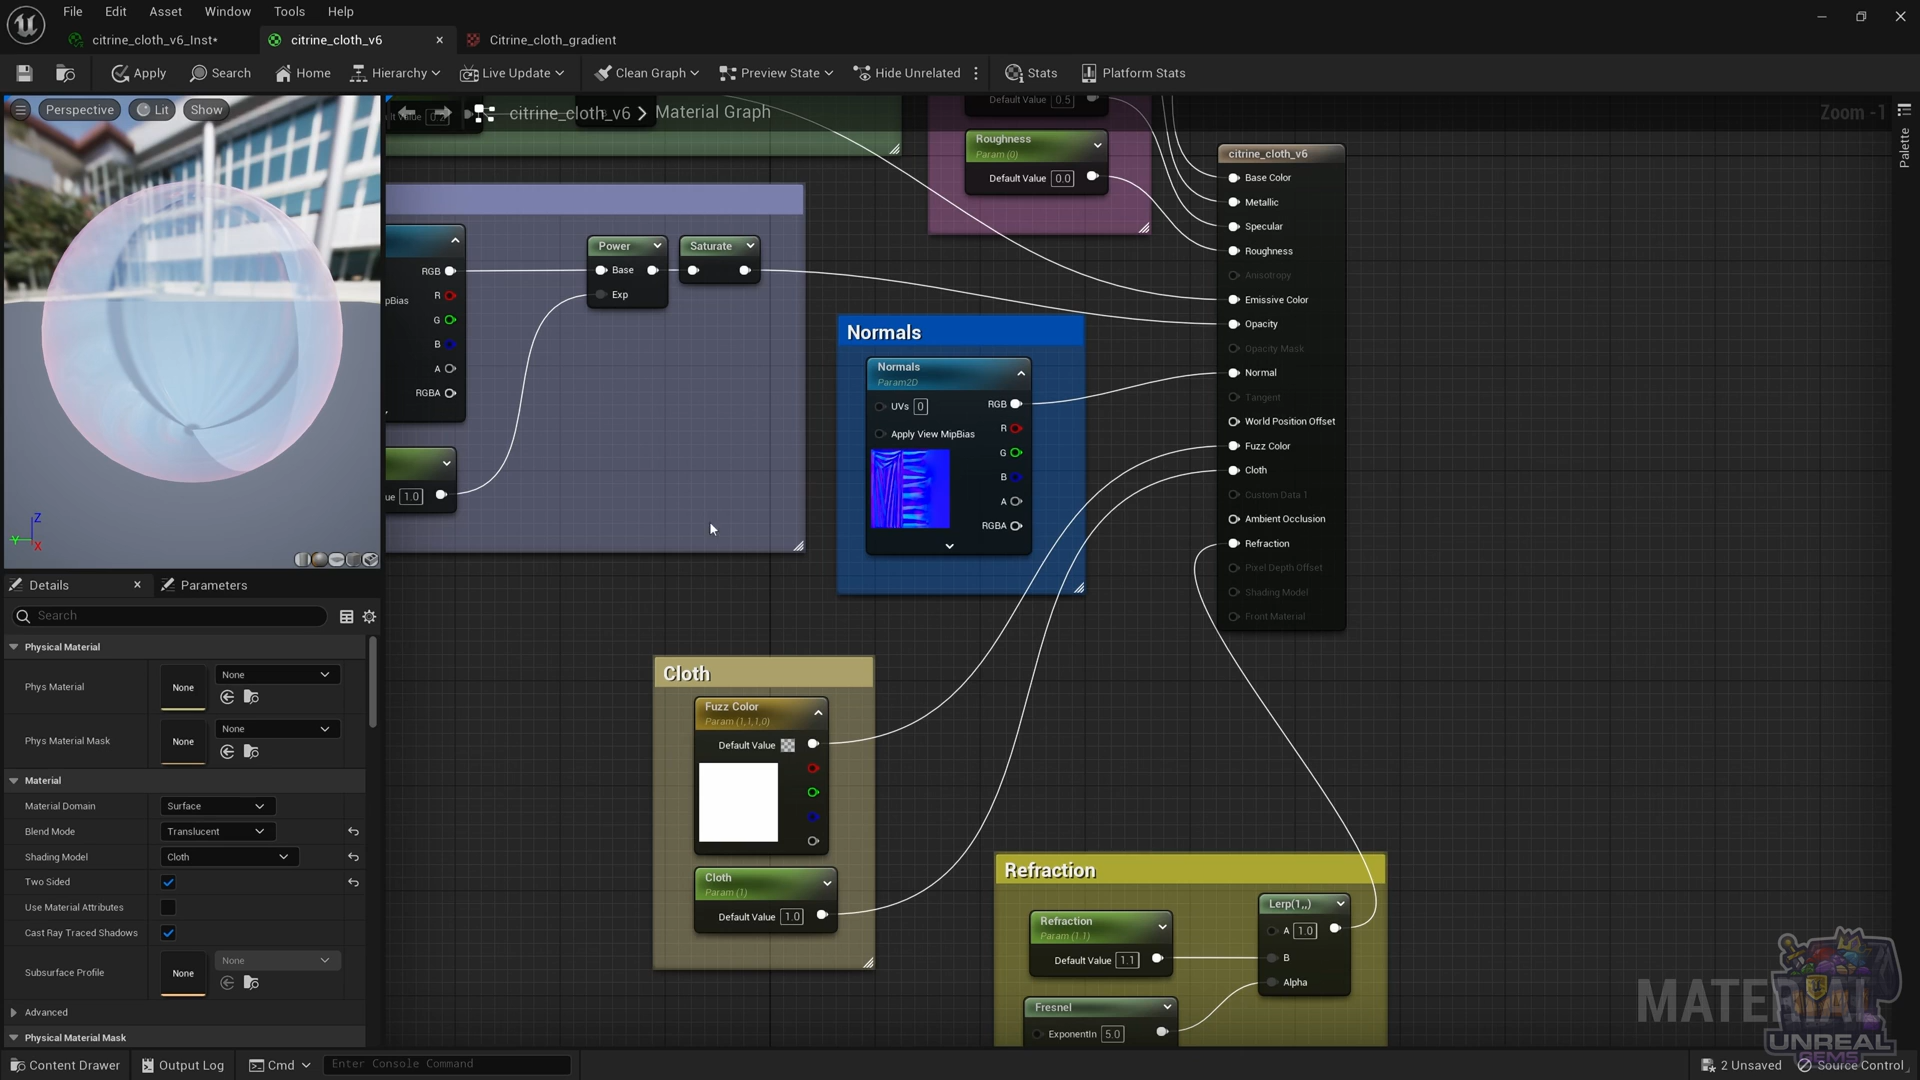 File Edit Asset Window Tools Help
citrine_cloth_v6_Inst* citrine_cloth_v6 Citrine_cloth_gradient
Apply Search Home Hierarchy Live Update Clean Graph Preview State Hide Unrelated Stats Platform Stats
Perspective Lit Show
citrine_cloth_v6 Material Graph
Zoom -1
Palette
Default Value 0.5
Roughness
Param (0)
Default Value 0.0
RGB
R
G
B
A
RGBA
pBias
ue 1.0
Power
Base
Exp
Saturate
Normals
Normals
Param2D
UVs 0
Apply View MipBias
RGB
R
G
B
A
RGBA
citrine_cloth_v6
Base Color
Metallic
Specular
Roughness
Anisotropy
Emissive Color
Opacity
Opacity Mask
Normal
Tangent
World Position Offset
Fuzz Color
Cloth
Custom Data 1
Ambient Occlusion
Refraction
Pixel Depth Offset
Shading Model
Front Material
Z
Y
X
Cloth
Fuzz Color
Param (1,1,1,0)
Default Value
Cloth
Param (1)
Default Value 1.0
Refraction
Refraction
Param (1.1)
Default Value 1.1
Lerp(1,,)
A 1.0
B
Alpha
Fresnel
ExponentIn 5.0
Details Parameters
Search
Physical Material
Phys Material None None
Phys Material Mask None None
Material
Material Domain Surface
Blend Mode Translucent
Shading Model Cloth
Two Sided
Use Material Attributes
Cast Ray Traced Shadows
Subsurface Profile None None
Advanced
Physical Material Mask
MATERIAL
UNREAL
GEMS
Content Drawer Output Log Cmd Enter Console Command 2 Unsaved Source Control